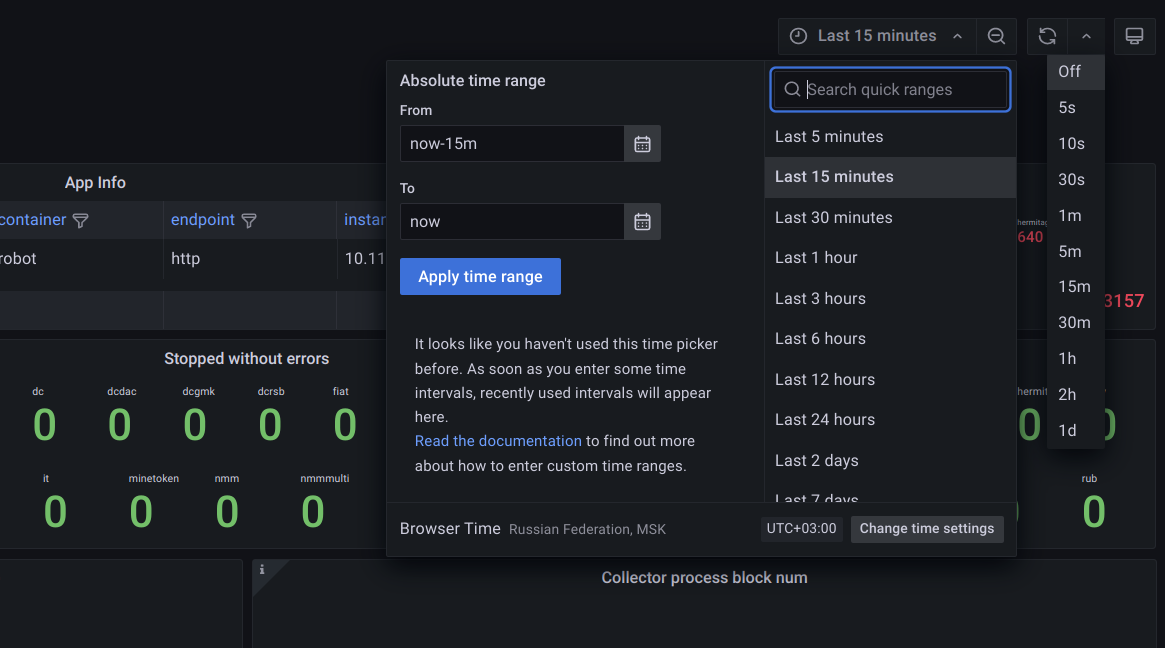 Last 15 minutes
Absolute time range
From
now-15m
To
now
Apply time range
It looks like you haven't used this time picker
before. As soon as you enter some time
intervals, recently used intervals will appear
here.
Read the documentation to find out more
about how to enter custom time ranges.
Search quick ranges
Last 5 minutes
Last 15 minutes
Last 30 minutes
Last 1 hour
Last 3 hours
Last 6 hours
Last 12 hours
Last 24 hours
Last 2 days
Last 7 days
Browser Time Russian Federation, MSK UTC+03:00 Change time settings
Off
5s
10s
30s
1m
5m
15m
30m
1h
2h
1d
App Info
container endpoint instan
robot http 10.11
640
3157
Stopped without errors
dc dcdac dcgmk dcrsb fiat
0 0 0 0 0 0
it minetoken nmm nmmmulti rub
0 0 0 0 0
i
Collector process block num